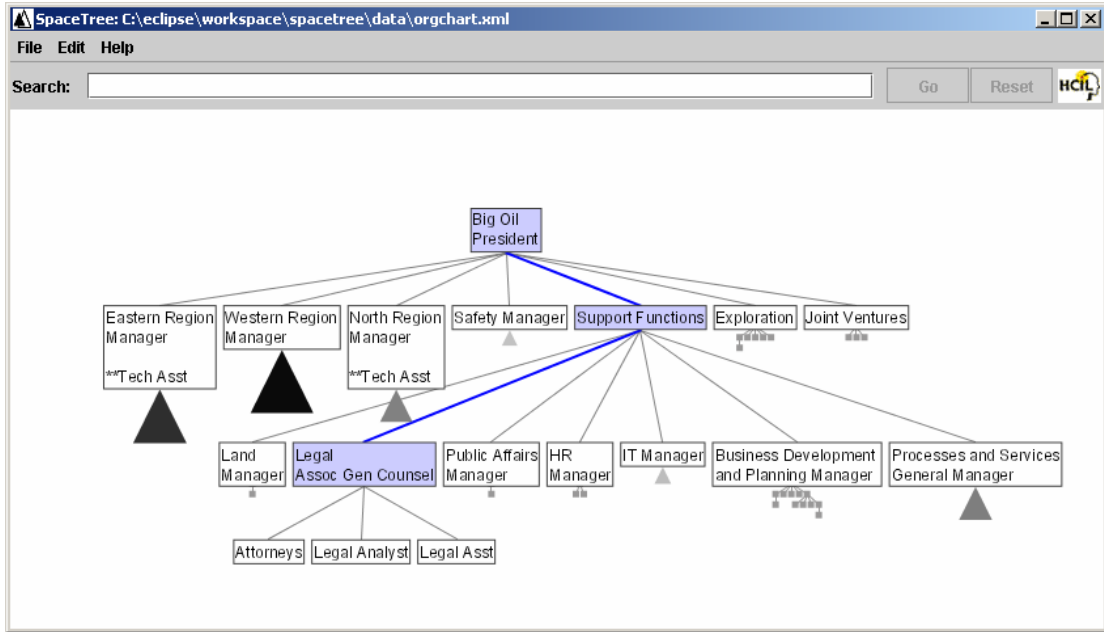 SpaceTree: C:\eclipse\workspace\spacetree\data\orgchart.xml
File Edit Help
Search:
Go
Reset
HCIL
Big Oil
President
Eastern Region
Manager
**Tech Asst
Western Region
Manager
North Region
Manager
**Tech Asst
Safety Manager
Support Functions
Exploration
Joint Ventures
Land
Manager
Legal
Assoc Gen Counsel
Public Affairs
Manager
HR
Manager
IT Manager
Business Development
and Planning Manager
Processes and Services
General Manager
Attorneys
Legal Analyst
Legal Asst